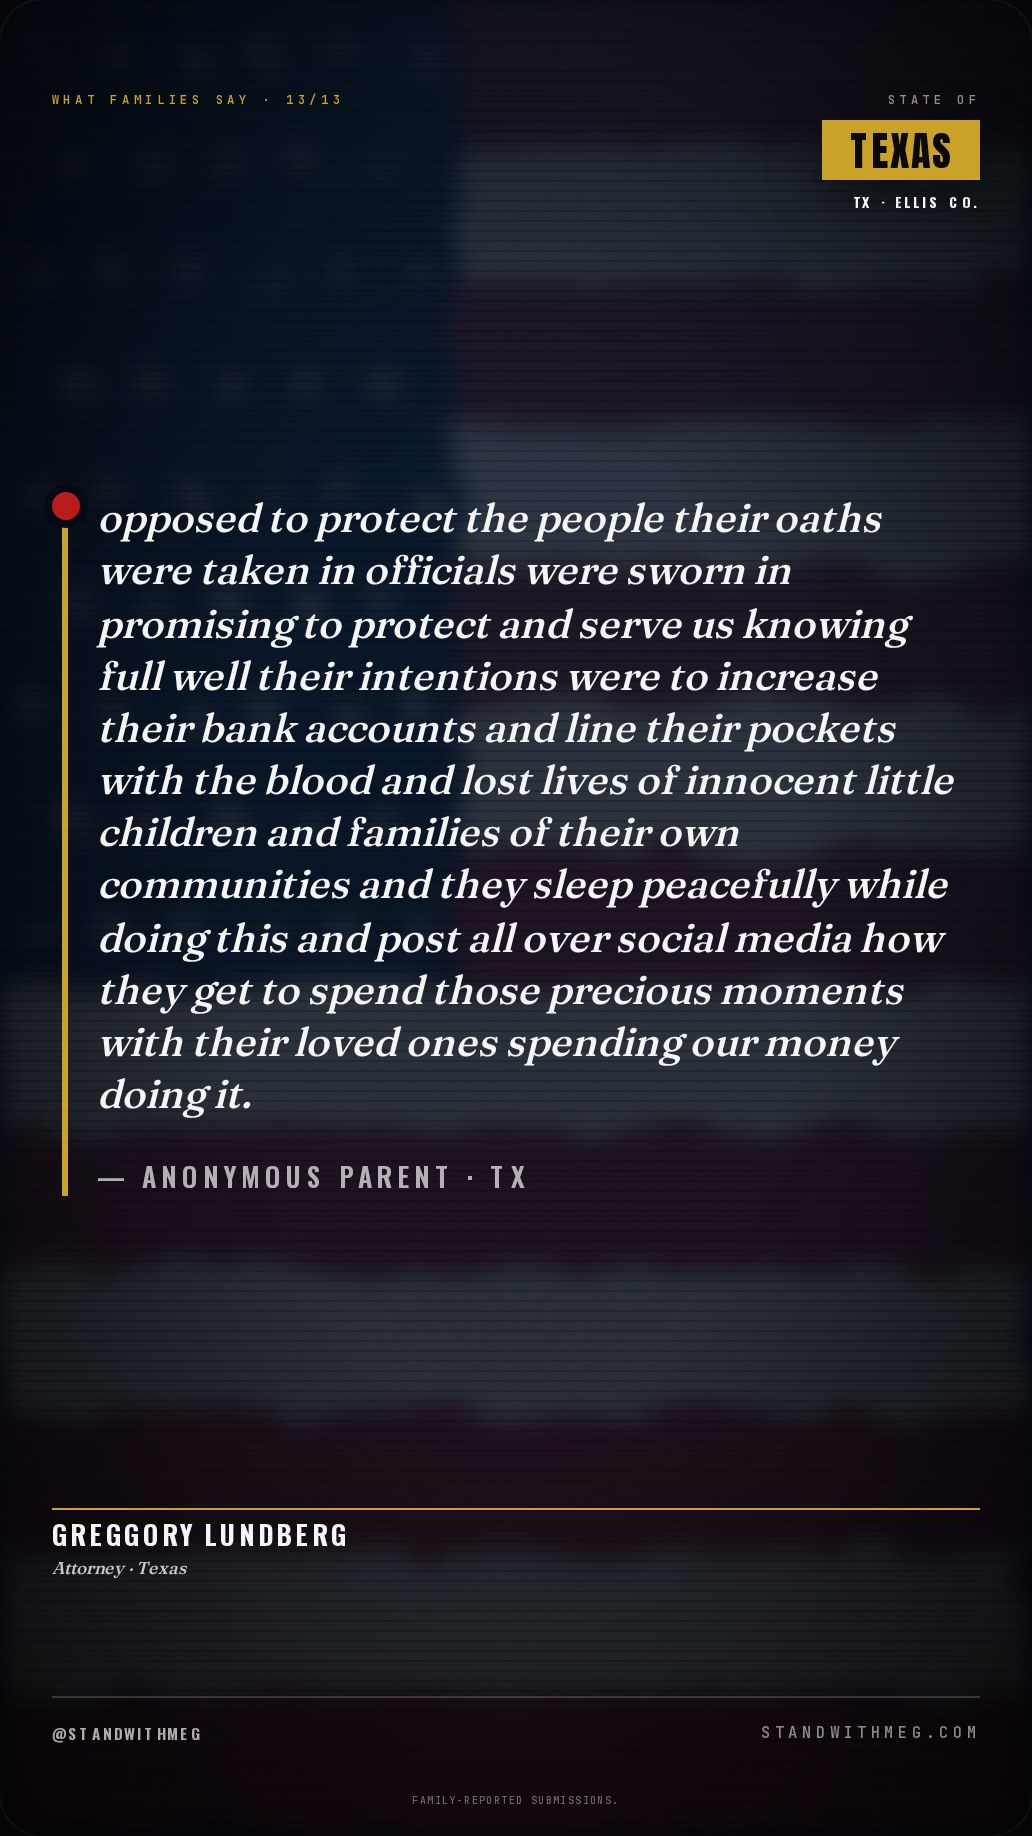 WHAT FAMILIES SAY · 13/13
STATE OF
TEXAS
TX · ELLIS CO.
opposed to protect the people their oaths
were taken in officials were sworn in
promising to protect and serve us knowing
full well their intentions were to increase
their bank accounts and line their pockets
with the blood and lost lives of innocent little
children and families of their own
communities and they sleep peacefully while
doing this and post all over social media how
they get to spend those precious moments
with their loved ones spending our money
doing it.
— ANONYMOUS PARENT · TX
GREGGORY LUNDBERG
Attorney · Texas
@STANDWITHMEG
STANDWITHMEG.COM
FAMILY-REPORTED SUBMISSIONS.